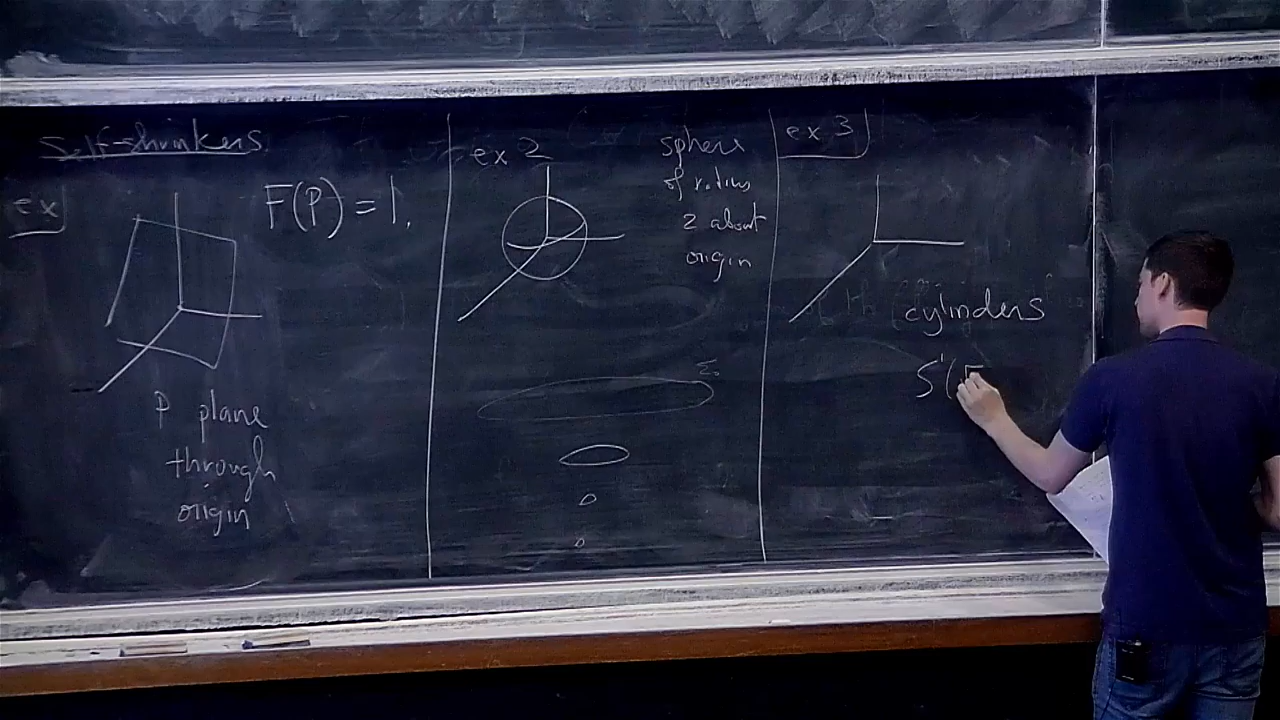 Self-shrinkers
ex
F(P) = 1.
P plane
through
origin
ex 2
sphere
of radius
2 about
origin
Σ₀
ex 3
cylinders
S¹(